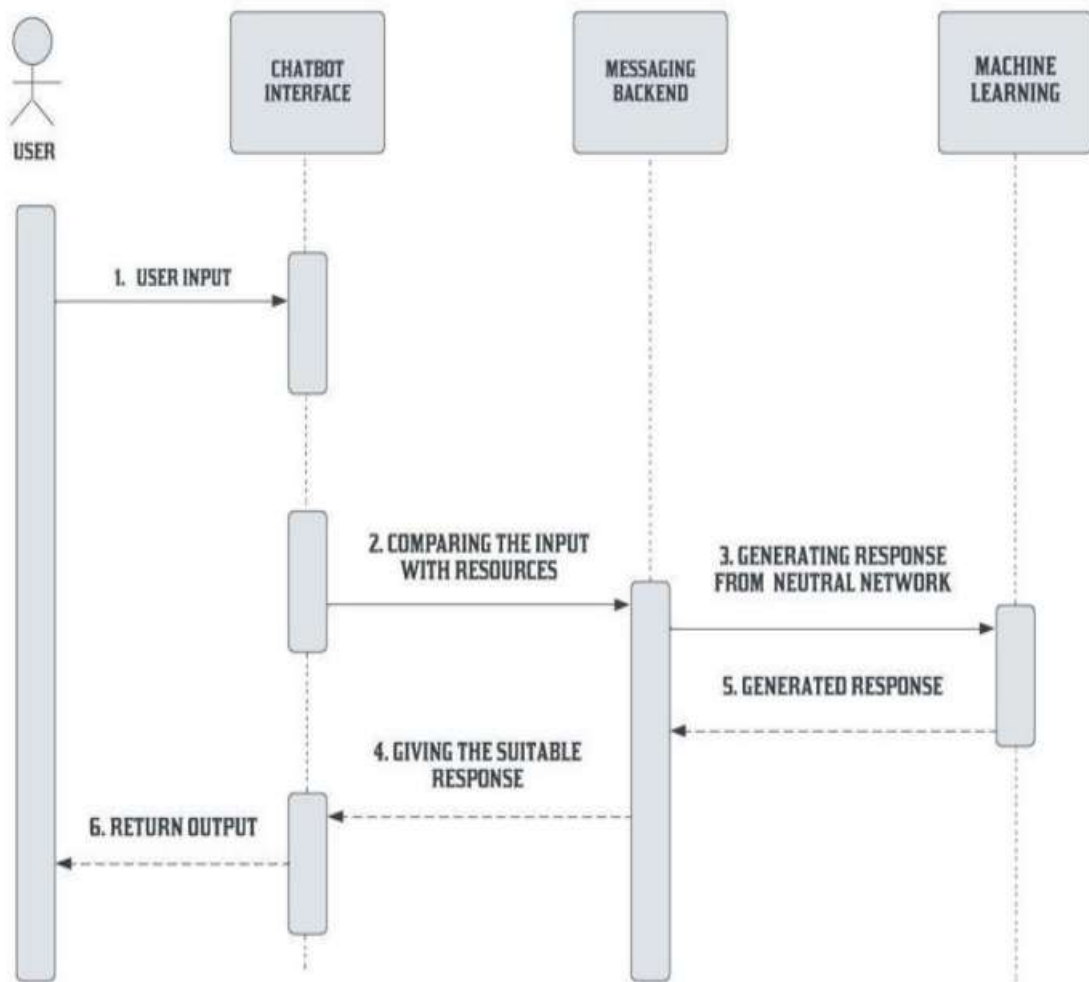 USER
CHATBOT
INTERFACE
MESSAGING
BACKEND
MACHINE
LEARNING
1. USER INPUT
2. COMPARING THE INPUT
WITH RESOURCES
3. GENERATING RESPONSE
FROM NEUTRAL NETWORK
5. GENERATED RESPONSE
4. GIVING THE SUITABLE
RESPONSE
6. RETURN OUTPUT